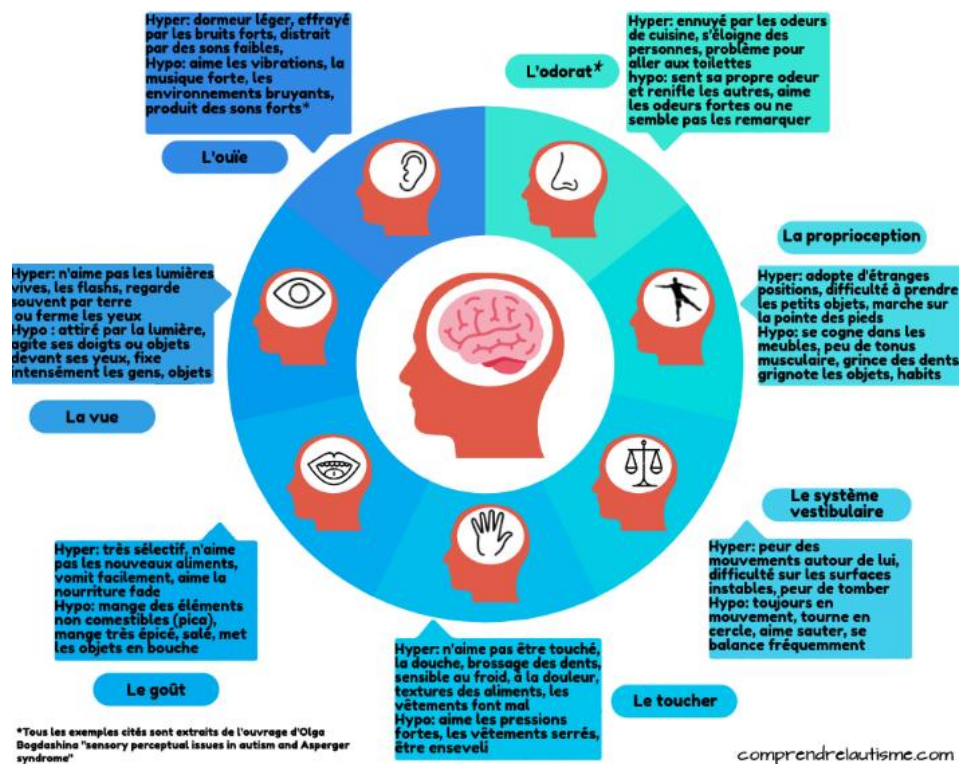 Hyper: dormeur léger, effrayé
par les bruits forts, distrait
par des sons faibles,
Hypo: aime les vibrations, la
musique forte, les
environnements bruyants,
produit des sons forts*
L'ouïe
L'odorat*
Hyper: ennuyé par les odeurs
de cuisine, s'éloigne des
personnes, problème pour
aller aux toilettes
hypo: sent sa propre odeur
et renifle les autres, aime
les odeurs fortes ou ne
semble pas les remarquer
La proprioception
Hyper: adopte d'étranges
positions, difficulté à prendre
les petits objets, marche sur
la pointe des pieds
Hypo: se cogne dans les
meubles, peu de tonus
musculaire, grince des dents
grignote les objets, habits
Hyper: n'aime pas les lumières
vives, les flashs, regarde
souvent par terre
ou ferme les yeux
Hypo : attiré par la lumière,
agite ses doigts ou objets
devant ses yeux, fixe
intensément les gens, objets
La vue
Le système
vestibulaire
Hyper: peur des
mouvements autour de lui,
difficulté sur les surfaces
instables, peur de tomber
Hypo: toujours en
mouvement, tourne en
cercle, aime sauter, se
balance fréquemment
Hyper: très sélectif, n'aime
pas les nouveaux aliments,
vomit facilement, aime la
nourriture fade
Hypo: mange des éléments
non comestibles (pica),
mange très épicé, salé, met
les objets en bouche
Le goût
Hyper: n'aime pas être touché,
la douche, brossage des dents,
sensible au froid, à la douleur,
textures des aliments, les
vêtements font mal
Hypo: aime les pressions
fortes, les vêtements serrés,
être enseveli
Le toucher
*Tous les exemples cités sont extraits de l'ouvrage d'Olga
Bogdashina "sensory perceptual issues in autism and Asperger
syndrome"
comprendrelautisme.com